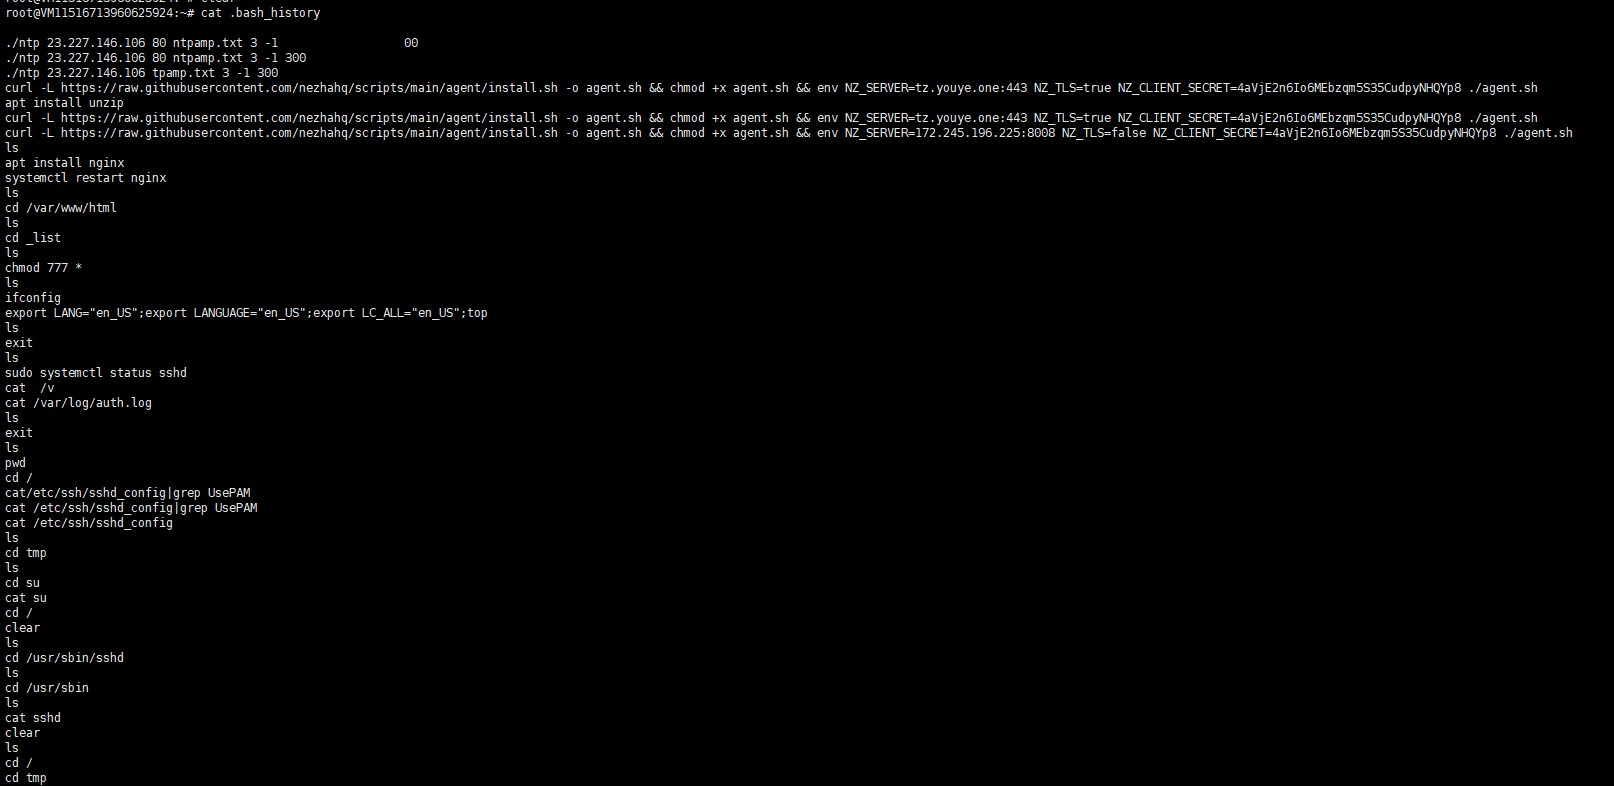 root@VM11516713960625924:~# clear
root@VM11516713960625924:~# cat .bash_history
./ntp 23.227.146.106 80 ntpamp.txt 3 -1                  00
./ntp 23.227.146.106 80 ntpamp.txt 3 -1 300
./ntp 23.227.146.106 tpamp.txt 3 -1 300
curl -L https://raw.githubusercontent.com/nezhahq/scripts/main/agent/install.sh -o agent.sh && chmod +x agent.sh && env NZ_SERVER=tz.youye.one:443 NZ_TLS=true NZ_CLIENT_SECRET=4aVjE2n6Io6MEbzqm5S35CudpyNHQYp8 ./agent.sh
apt install unzip
curl -L https://raw.githubusercontent.com/nezhahq/scripts/main/agent/install.sh -o agent.sh && chmod +x agent.sh && env NZ_SERVER=tz.youye.one:443 NZ_TLS=true NZ_CLIENT_SECRET=4aVjE2n6Io6MEbzqm5S35CudpyNHQYp8 ./agent.sh
curl -L https://raw.githubusercontent.com/nezhahq/scripts/main/agent/install.sh -o agent.sh && chmod +x agent.sh && env NZ_SERVER=172.245.196.225:8008 NZ_TLS=false NZ_CLIENT_SECRET=4aVjE2n6Io6MEbzqm5S35CudpyNHQYp8 ./agent.sh
ls
apt install nginx
systemctl restart nginx
ls
cd /var/www/html
ls
cd _list
ls
chmod 777 *
ls
ifconfig
export LANG="en_US";export LANGUAGE="en_US";export LC_ALL="en_US";top
ls
exit
ls
sudo systemctl status sshd
cat  /v
cat /var/log/auth.log
ls
exit
ls
pwd
cd /
cat/etc/ssh/sshd_config|grep UsePAM
cat /etc/ssh/sshd_config|grep UsePAM
cat /etc/ssh/sshd_config
ls
cd tmp
ls
cd su
cat su
cd /
clear
ls
cd /usr/sbin/sshd
ls
cd /usr/sbin
ls
cat sshd
clear
ls
cd /
cd tmp